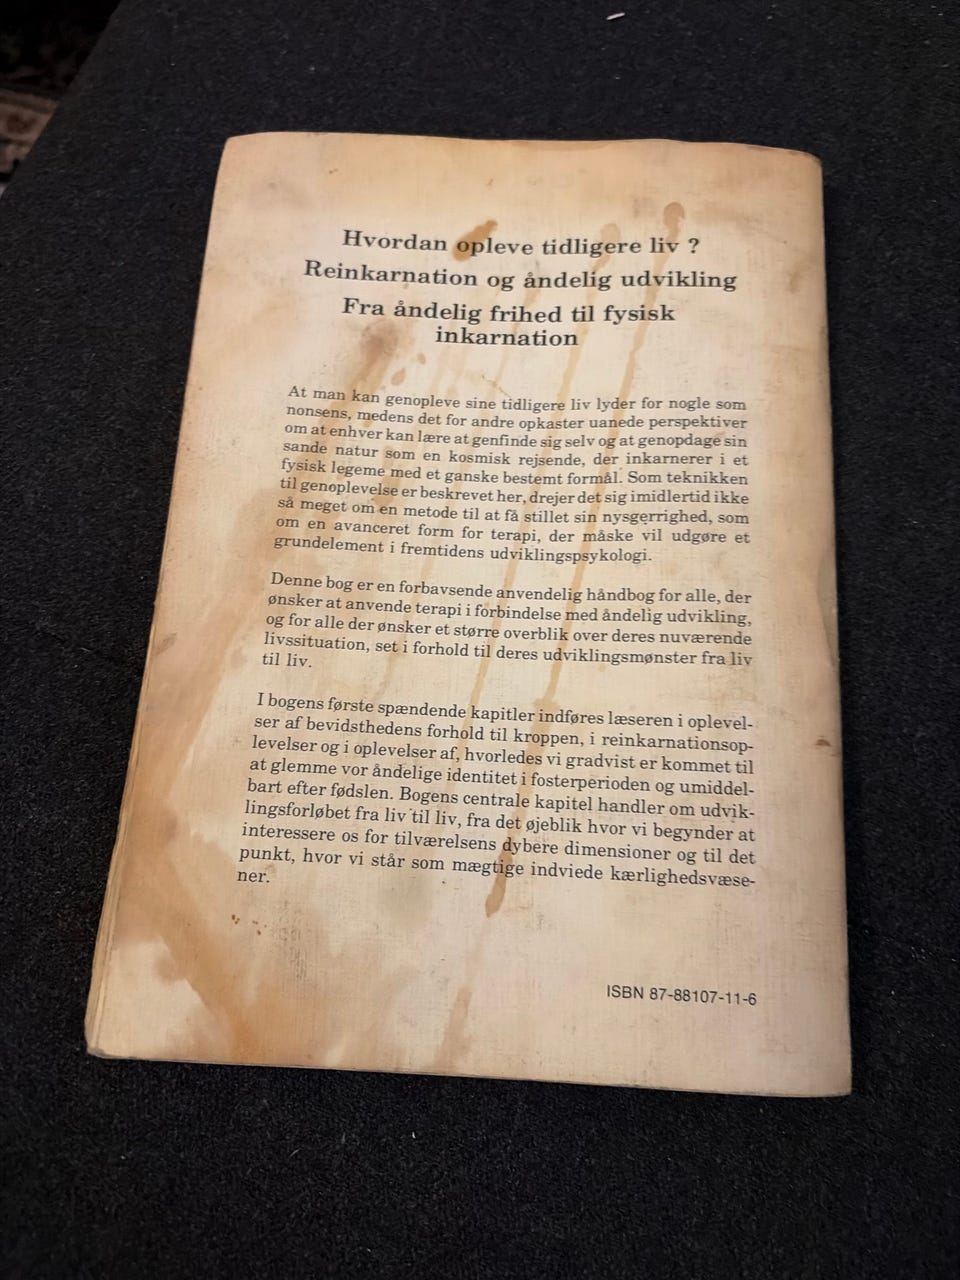 Hvordan opleve tidligere liv ?
Reinkarnation og åndelig udvikling
Fra åndelig frihed til fysisk
inkarnation
At man kan genopleve sine tidligere liv lyder for nogle som
nonsens, medens det for andre opkaster uanede perspektiver
om at enhver kan lære at genfinde sig selv og at genopdage sin
sande natur som en kosmisk rejsende, der inkarnerer i et
fysisk legeme med et ganske bestemt formål. Som teknikken
til genoplevelse er beskrevet her, drejer det sig imidlertid ikke
så meget om en metode til at få stillet sin nysgerrighed, som
om en avanceret form for terapi, der måske vil udgøre et
grundelement i fremtidens udviklingspsykologi.
Denne bog er en forbavsende anvendelig håndbog for alle, der
ønsker at anvende terapi i forbindelse med åndelig udvikling,
og for alle der ønsker et større overblik over deres nuværende
livssituation, set i forhold til deres udviklingsmønster fra liv
til liv.
I bogens første spændende kapitler indføres læseren i oplevel-
ser af bevidsthedens forhold til kroppen, i reinkarnationsop-
levelser og i oplevelser af, hvorledes vi gradvist er kommet til
at glemme vor åndelige identitet i fosterperioden og umiddel-
bart efter fødslen. Bogens centrale kapitel handler om udvik-
lingsforløbet fra liv til liv, fra det øjeblik hvor vi begynder at
interessere os for tilværelsens dybere dimensioner og til det
punkt, hvor vi står som mægtige indviede kærlighedsvæse-
ner.
ISBN 87-88107-11-6